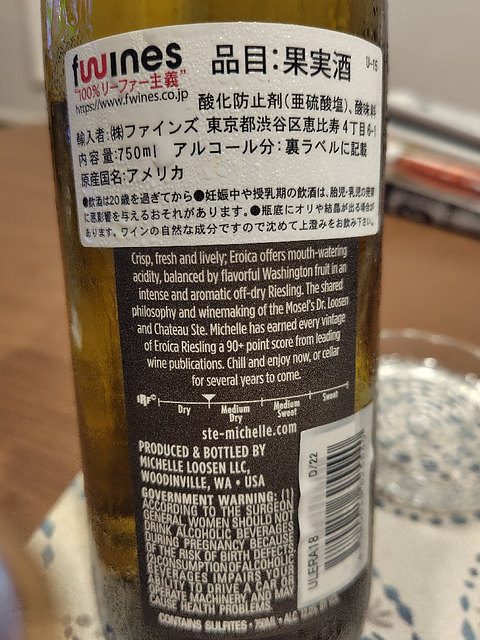 fwines
"100%リーファー主義"
https://www.fwines.co.jp
品目:果実酒
U-16
酸化防止剤(亜硫酸塩)、酸味料
輸入者:㈱ファインズ 東京都渋谷区恵比寿4丁目6-1
内容量:750ml アルコール分:裏ラベルに記載
原産国名:アメリカ
●飲酒は20歳を過ぎてから●妊娠中や授乳期の飲酒は、胎児・乳児の発育
に悪影響を与えるおそれがあります。●瓶底にオリや結晶が出る場合が
あります。ワインの自然な成分ですので沈めて上澄みをお飲み下さい。
Crisp, fresh and lively; Eroica offers mouth-watering
acidity, balanced by flavorful Washington fruit in an
intense and aromatic off-dry Riesling. The shared
philosophy and winemaking of the Mosel's Dr. Loosen
and Chateau Ste. Michelle has earned every vintage
of Eroica Riesling a 90+ point score from leading
wine publications. Chill and enjoy now, or cellar
for several years to come.
IRF
Dry
Medium Dry
Medium Sweet
Sweet
ste-michelle.com
PRODUCED & BOTTLED BY
MICHELLE LOOSEN LLC,
WOODINVILLE, WA • USA
GOVERNMENT WARNING: (1)
ACCORDING TO THE SURGEON
GENERAL, WOMEN SHOULD NOT
DRINK ALCOHOLIC BEVERAGES
DURING PREGNANCY BECAUSE
OF THE RISK OF BIRTH DEFECTS.
(2) CONSUMPTION OF ALCOHOLIC
BEVERAGES IMPAIRS YOUR
ABILITY TO DRIVE A CAR OR
OPERATE MACHINERY, AND MAY
CAUSE HEALTH PROBLEMS.
CONTAINS SULFITES • 750ML • ALC
ULERA18
D/22